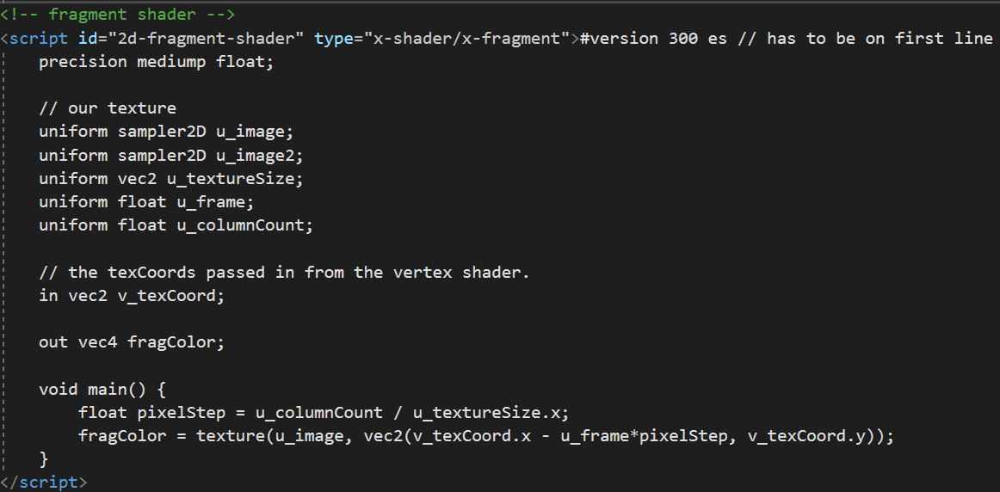 <!-- fragment shader -->
<script id="2d-fragment-shader" type="x-shader/x-fragment">#version 300 es // has to be on first line
    precision mediump float;

    // our texture
    uniform sampler2D u_image;
    uniform sampler2D u_image2;
    uniform vec2 u_textureSize;
    uniform float u_frame;
    uniform float u_columnCount;

    // the texCoords passed in from the vertex shader.
    in vec2 v_texCoord;

    out vec4 fragColor;

    void main() {
        float pixelStep = u_columnCount / u_textureSize.x;
        fragColor = texture(u_image, vec2(v_texCoord.x - u_frame*pixelStep, v_texCoord.y));
    }
</script>